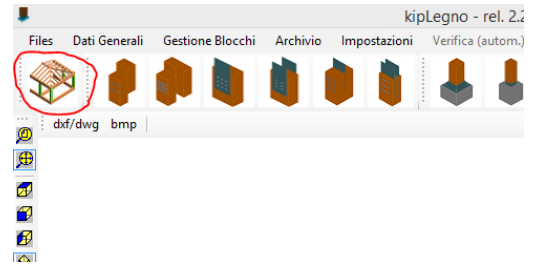 kipLegno - rel. 2.2
Files Dati Generali Gestione Blocchi Archivio Impostazioni Verifica (autom.)
dxf/dwg bmp